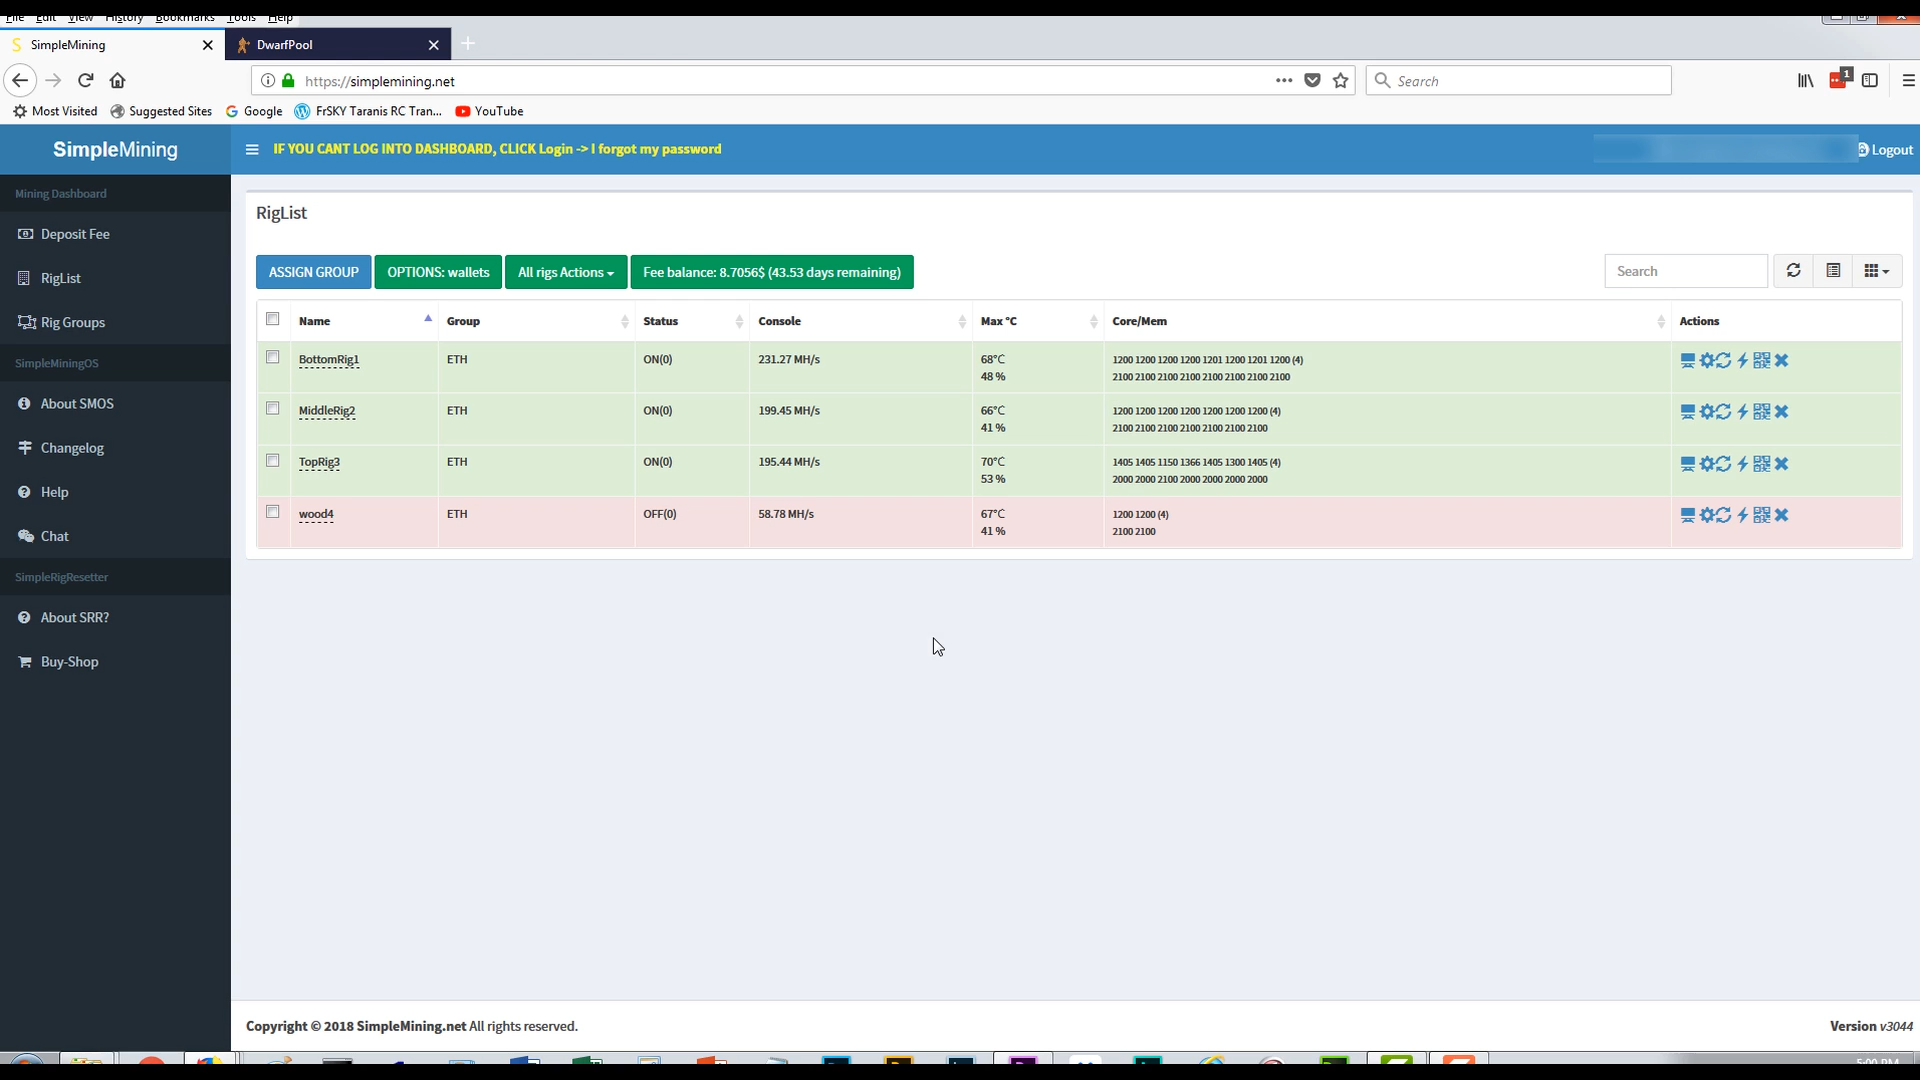 File Edit View History Bookmarks Tools Help
SimpleMining
DwarfPool
https://simplemining.net
Search
1
Most Visited
Suggested Sites
Google
FrSKY Taranis RC Tran...
YouTube
SimpleMining
IF YOU CANT LOG INTO DASHBOARD, CLICK Login -> I forgot my password
Logout
Mining Dashboard
Deposit Fee
RigList
Rig Groups
SimpleMiningOS
About SMOS
Changelog
Help
Chat
SimpleRigResetter
About SRR?
Buy-Shop
RigList
ASSIGN GROUP
OPTIONS: wallets
All rigs Actions
Fee balance: 8.7056$ (43.53 days remaining)
Search
Name Group Status Console Max °C Core/Mem Actions
BottomRig1 ETH ON(0) 231.27 MH/s 68°C 1200 1200 1200 1200 1201 1200 1201 1200 (4)
48 % 2100 2100 2100 2100 2100 2100 2100 2100
MiddleRig2 ETH ON(0) 199.45 MH/s 66°C 1200 1200 1200 1200 1200 1200 1200 (4)
41 % 2100 2100 2100 2100 2100 2100 2100
TopRig3 ETH ON(0) 195.44 MH/s 70°C 1405 1405 1150 1366 1405 1300 1405 (4)
53 % 2000 2000 2100 2000 2000 2000 2000
wood4 ETH OFF(0) 58.78 MH/s 67°C 1200 1200 (4)
41 % 2100 2100
Copyright © 2018 SimpleMining.net All rights reserved.
Version v3044
5:00 PM